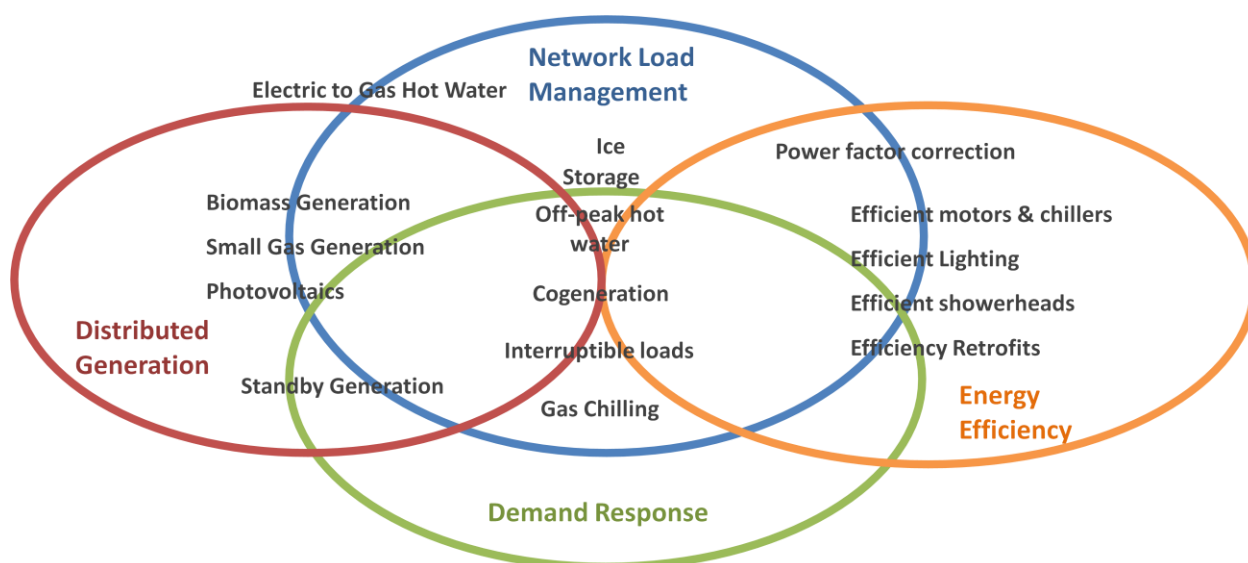 Network Load
Management
Electric to Gas Hot Water
Ice
Storage
Power factor correction
Biomass Generation
Off-peak hot
water
Efficient motors & chillers
Small Gas Generation
Efficient Lighting
Photovoltaics
Cogeneration
Efficient showerheads
Distributed
Generation
Interruptible loads
Efficiency Retrofits
Standby Generation
Gas Chilling
Energy
Efficiency
Demand Response